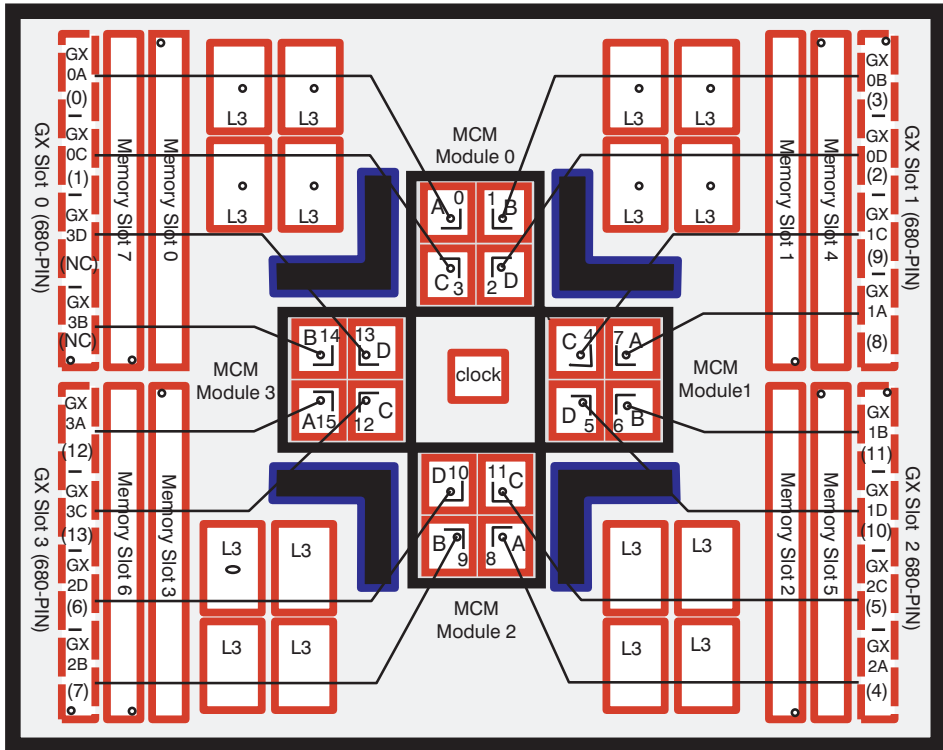 GX
0A
(0)
GX
0C
(1)
GX
3D
(NC)
GX
3B
(NC)
GX Slot 0 (680-PIN)
Memory Slot 7
Memory Slot 0
L3
L3
L3
L3
MCM
Module 0
A 0
1 B
C 3
2 D
L3
L3
L3
L3
Memory Slot 1
Memory Slot 4
GX
0B
(3)
GX
0D
(2)
GX
1C
(9)
GX
1A
(8)
GX Slot 1 (680-PIN)
MCM
Module 3
B 14
13 D
A 15
12 C
clock
C 4
7 A
D 5
6 B
MCM
Module1
GX
3A
(12)
GX
3C
(13)
GX
2D
(6)
GX
2B
(7)
GX Slot 3 (680-PIN)
Memory Slot 6
Memory Slot 3
L3
L3
L3
L3
D 10
11 C
B 9
8 A
MCM
Module 2
L3
L3
L3
L3
Memory Slot 2
Memory Slot 5
GX
1B
(11)
GX
1D
(10)
GX
2C
(5)
GX
2A
(4)
GX Slot 2 680-PIN)